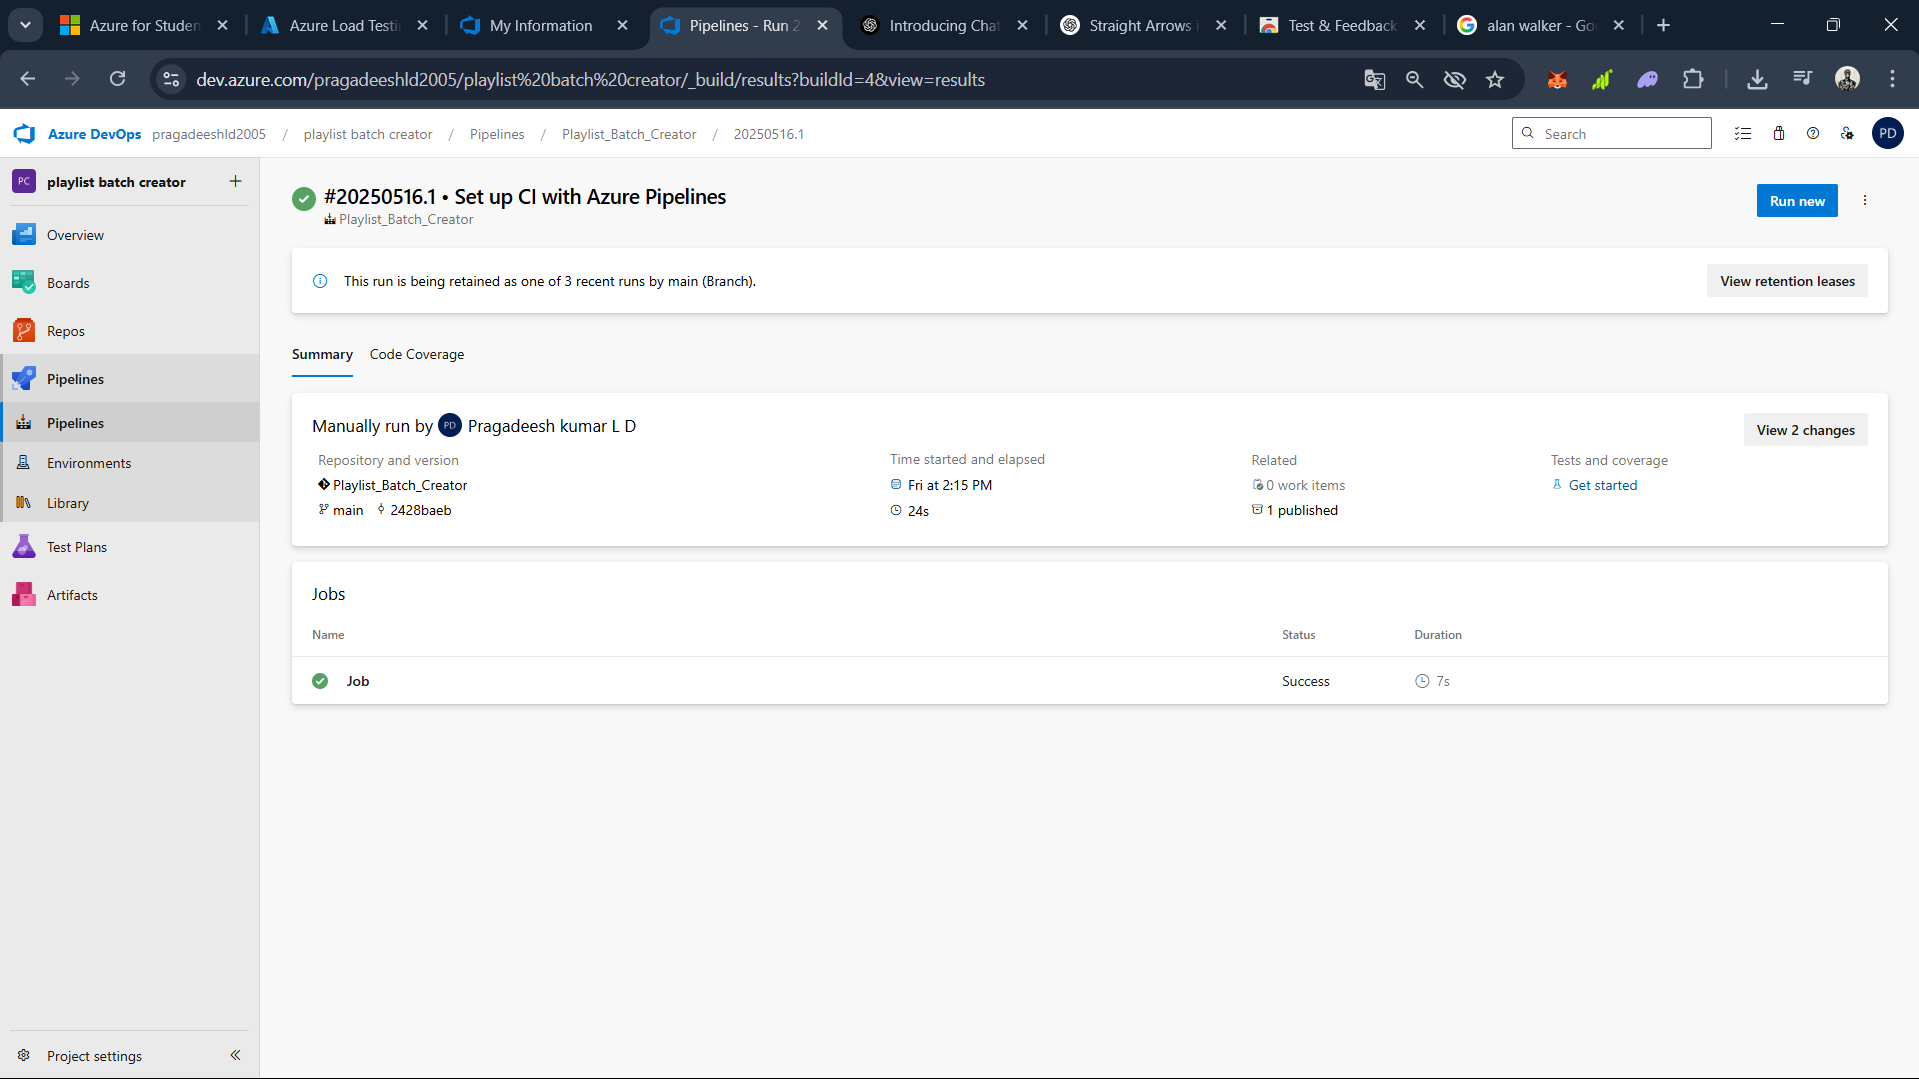 Azure for Studen
Azure Load Testi
My Information
Pipelines - Run 2
Introducing Chat
Straight Arrows i
Test & Feedback
alan walker - Go
dev.azure.com/pragadeeshld2005/playlist%20batch%20creator/_build/results?buildId=4&view=results
Azure DevOps pragadeeshld2005 / playlist batch creator / Pipelines / Playlist_Batch_Creator / 20250516.1
Search
PD
PC playlist batch creator
Overview
Boards
Repos
Pipelines
Pipelines
Environments
Library
Test Plans
Artifacts
Project settings
#20250516.1 • Set up CI with Azure Pipelines
Playlist_Batch_Creator
Run new
This run is being retained as one of 3 recent runs by main (Branch).
View retention leases
Summary Code Coverage
Manually run by PD Pragadeesh kumar L D
View 2 changes
Repository and version
Playlist_Batch_Creator
main 2428baeb
Time started and elapsed
Fri at 2:15 PM
24s
Related
0 work items
1 published
Tests and coverage
Get started
Jobs
Name Status Duration
Job Success 7s